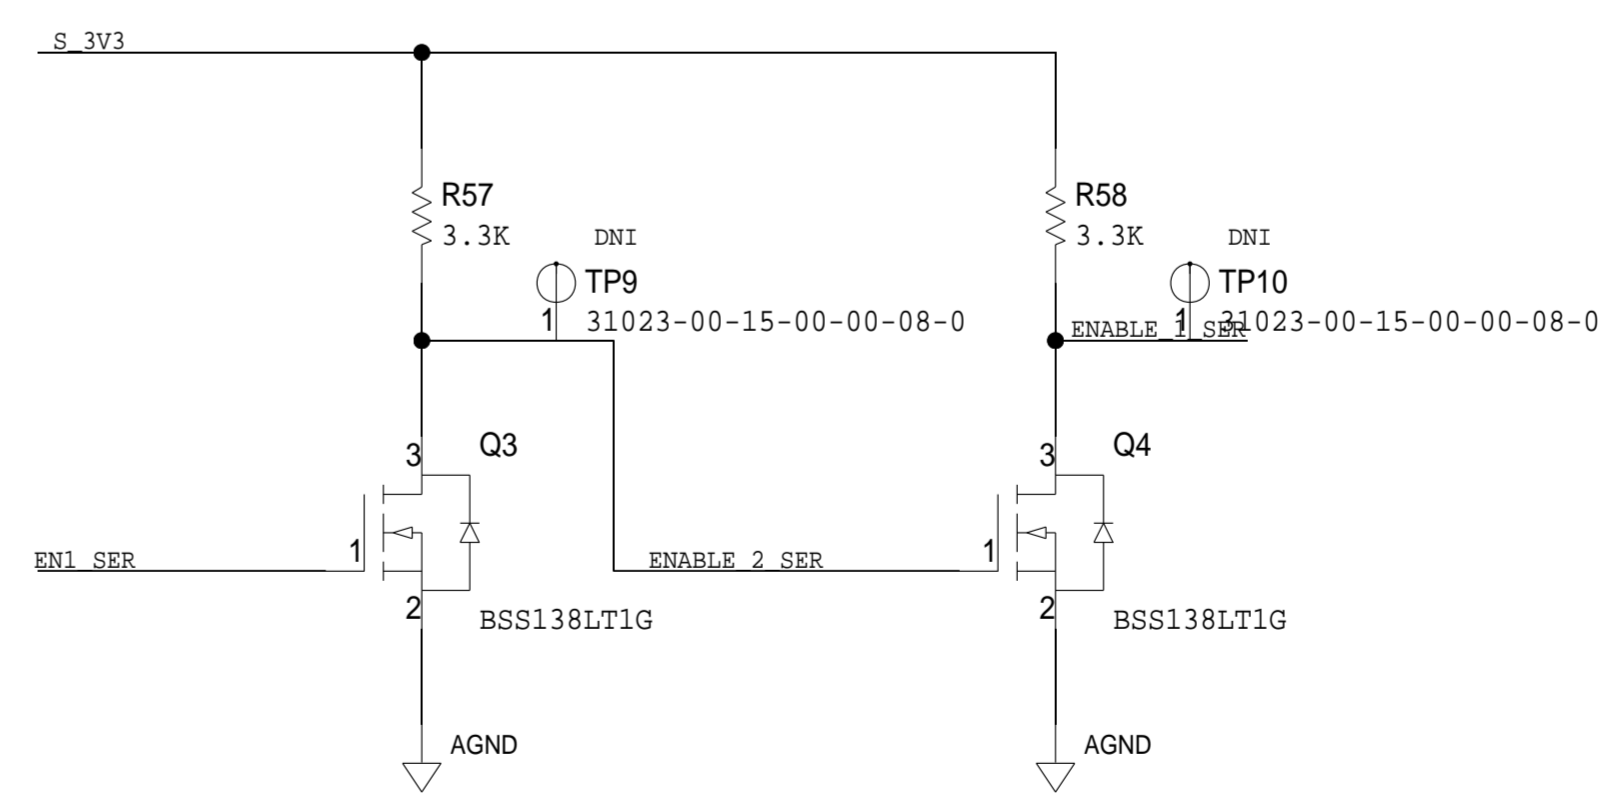 S_3V3
R57
3.3K
DNI
TP9
1
31023-00-15-00-00-08-0
R58
3.3K
DNI
TP10
1
31023-00-15-00-00-08-0
ENABLE_1_SER
3
Q3
1
EN1_SER
2
BSS138LT1G
AGND
ENABLE_2_SER
3
Q4
1
2
BSS138LT1G
AGND